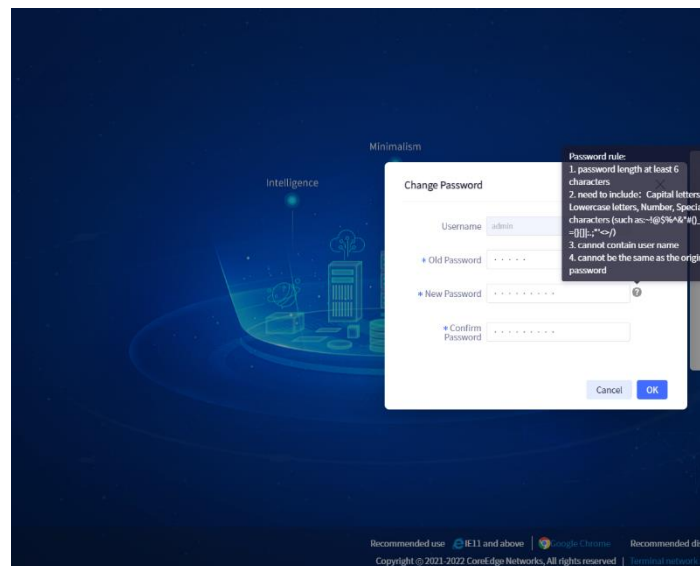 Minimalism
Intelligence
Password rule:
1. password length at least 6
characters
2. need to include: Capital letters
Lowercase letters, Number, Specia
characters (such as:~!@$%^&*#()_
={}[]|:.;"'<>/)
3. cannot contain user name
4. cannot be the same as the origin
password
Change Password
Username admin
* Old Password
* New Password
* Confirm
Password
Cancel OK
Recommended use IE11 and above | Google Chrome Recommended di
Copyright © 2021-2022 CoreEdge Networks, All rights reserved | Terminal network